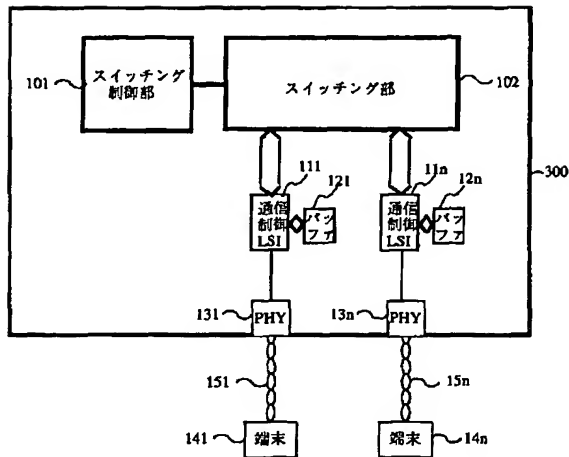 101
スイッチング
制御部
スイッチング部
102
111
121
11n
12n
通信
制御
LSI
バッ
ファ
通信
制御
LSI
バッ
ファ
300
131
PHY
13n
PHY
151
15n
141
端末
端末
14n